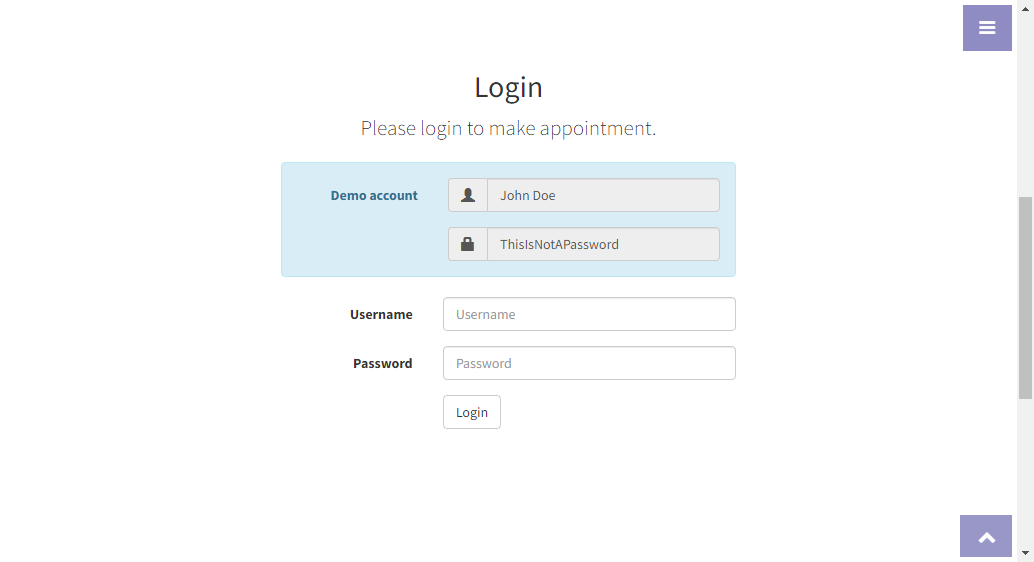 Login
Please login to make appointment.
Demo account
John Doe
ThisIsNotAPassword
Username
Username
Password
Password
Login